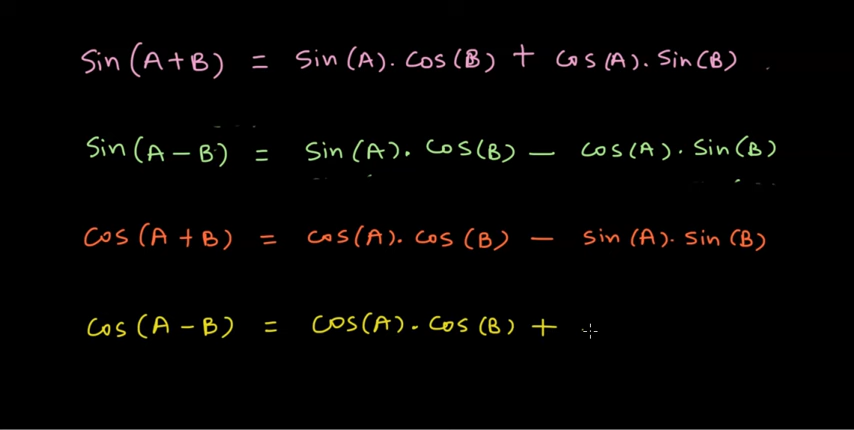 Sin(A+B) = Sin(A). Cos(B) + Cos(A). Sin(B)
Sin(A-B) = Sin(A). Cos(B) - Cos(A). Sin(B)
Cos(A+B) = Cos(A). Cos(B) - Sin(A). Sin(B)
Cos(A-B) = Cos(A). Cos(B) +